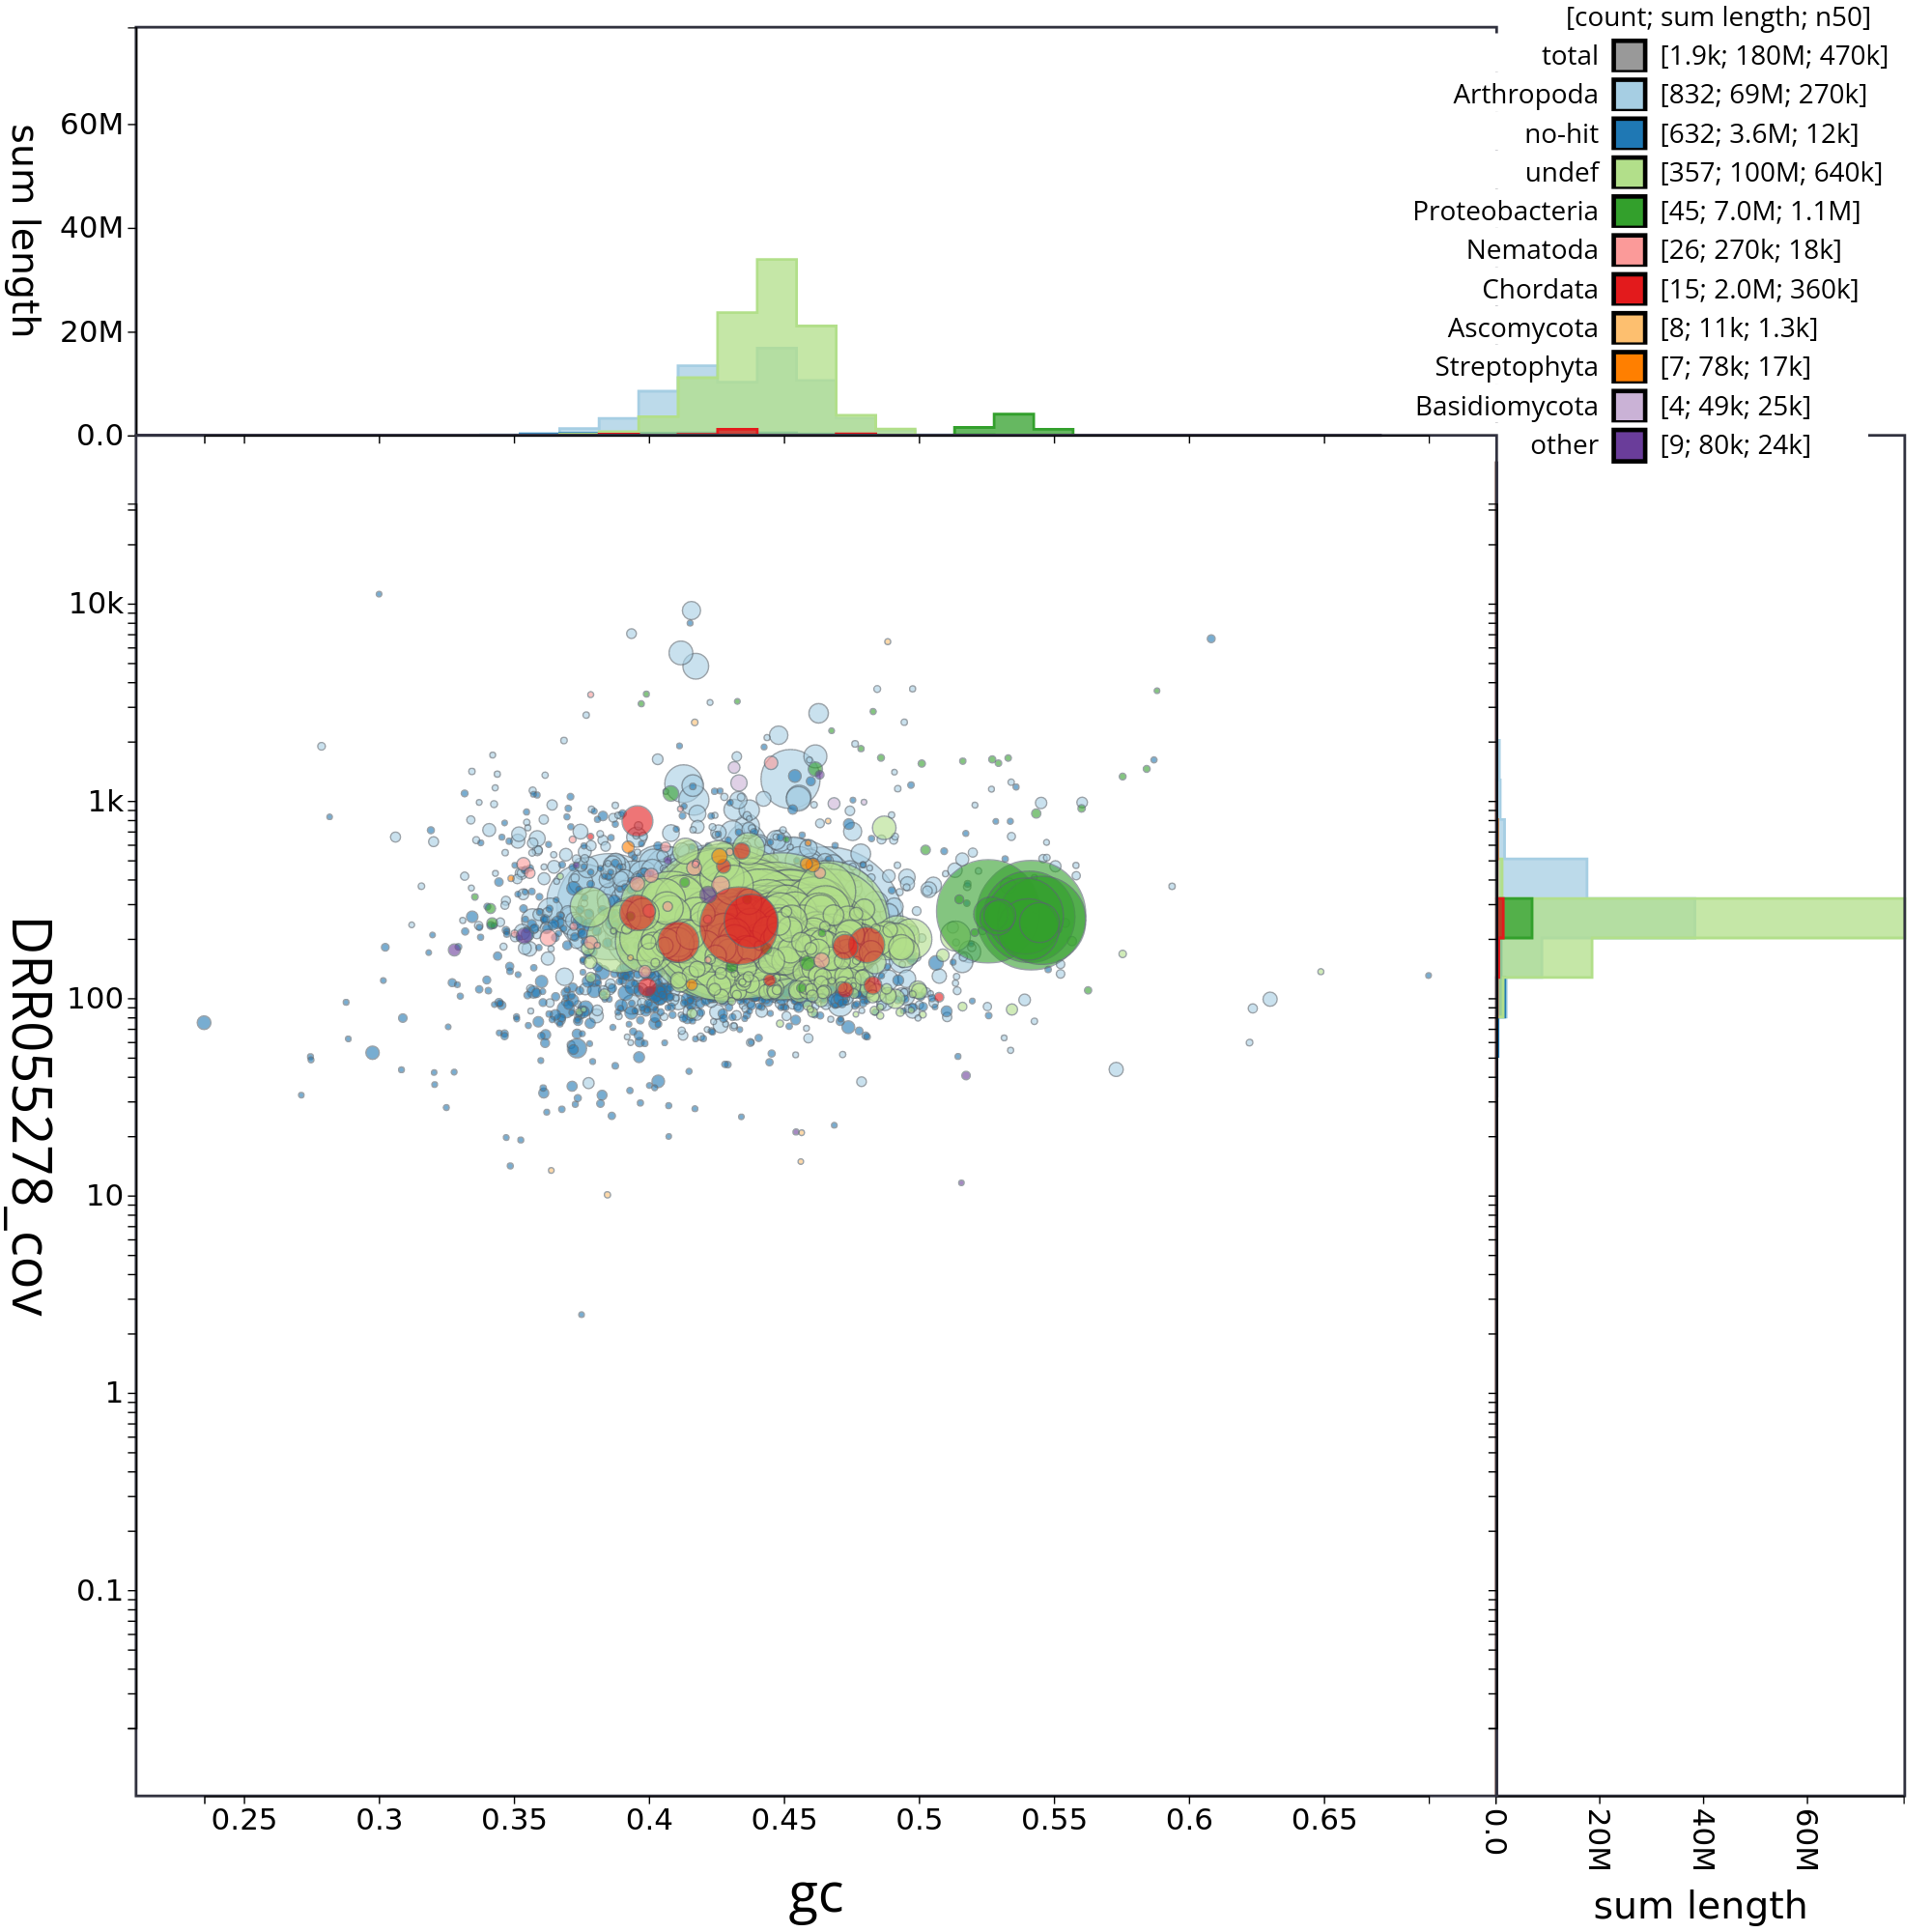 [count; sum length; n50]
total [1.9k; 180M; 470k]
Arthropoda [832; 69M; 270k]
no-hit [632; 3.6M; 12k]
undef [357; 100M; 640k]
Proteobacteria [45; 7.0M; 1.1M]
Nematoda [26; 270k; 18k]
Chordata [15; 2.0M; 360k]
Ascomycota [8; 11k; 1.3k]
Streptophyta [7; 78k; 17k]
Basidiomycota [4; 49k; 25k]
other [9; 80k; 24k]
sum length
60M
40M
20M
0.0
DRR055278_cov
10k
1k
100
10
1
0.1
0.25 0.3 0.35 0.4 0.45 0.5 0.55 0.6 0.65
gc
0.0 20M 40M 60M
sum length